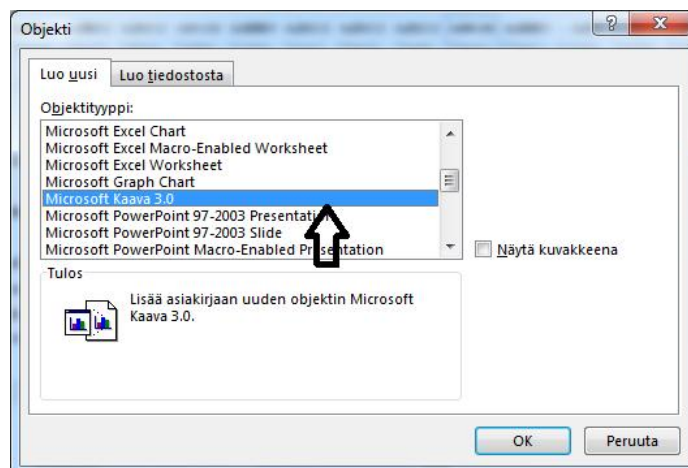 Objekti
Luo uusi
Luo tiedostosta
Objektityyppi:
Microsoft Excel Chart
Microsoft Excel Macro-Enabled Worksheet
Microsoft Excel Worksheet
Microsoft Graph Chart
Microsoft Kaava 3.0
Microsoft PowerPoint 97-2003 Presentation
Microsoft PowerPoint 97-2003 Slide
Microsoft PowerPoint Macro-Enabled Presentation
Näytä kuvakkeena
Tulos
Lisää asiakirjaan uuden objektin Microsoft
Kaava 3.0.
OK
Peruuta